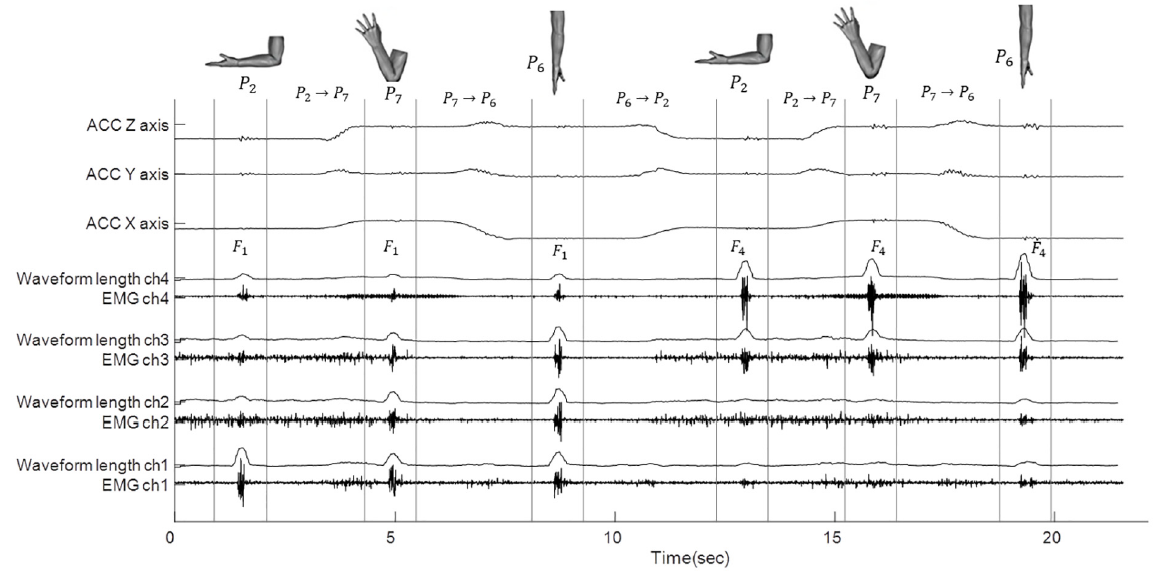 P₂ P₇ P₆ P₂ P₇ P₆
P₂ → P₇ P₇ → P₆ P₆ → P₂ P₂ → P₇ P₇ → P₆
ACC Z axis
ACC Y axis
ACC X axis
F₁ F₁ F₁ F₄ F₄ F₄
Waveform length ch4
EMG ch4
Waveform length ch3
EMG ch3
Waveform length ch2
EMG ch2
Waveform length ch1
EMG ch1
0 5 10 15 20
Time(sec)